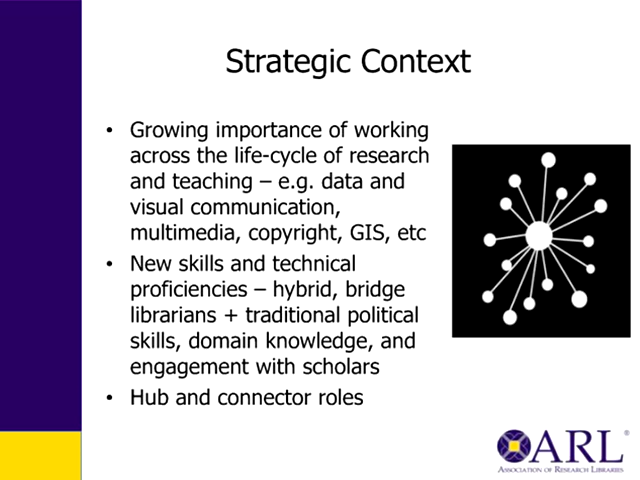 Strategic Context
• Growing importance of working
across the life-cycle of research
and teaching – e.g. data and
visual communication,
multimedia, copyright, GIS, etc
• New skills and technical
proficiencies – hybrid, bridge
librarians + traditional political
skills, domain knowledge, and
engagement with scholars
• Hub and connector roles
ARL®
ASSOCIATION OF RESEARCH LIBRARIES